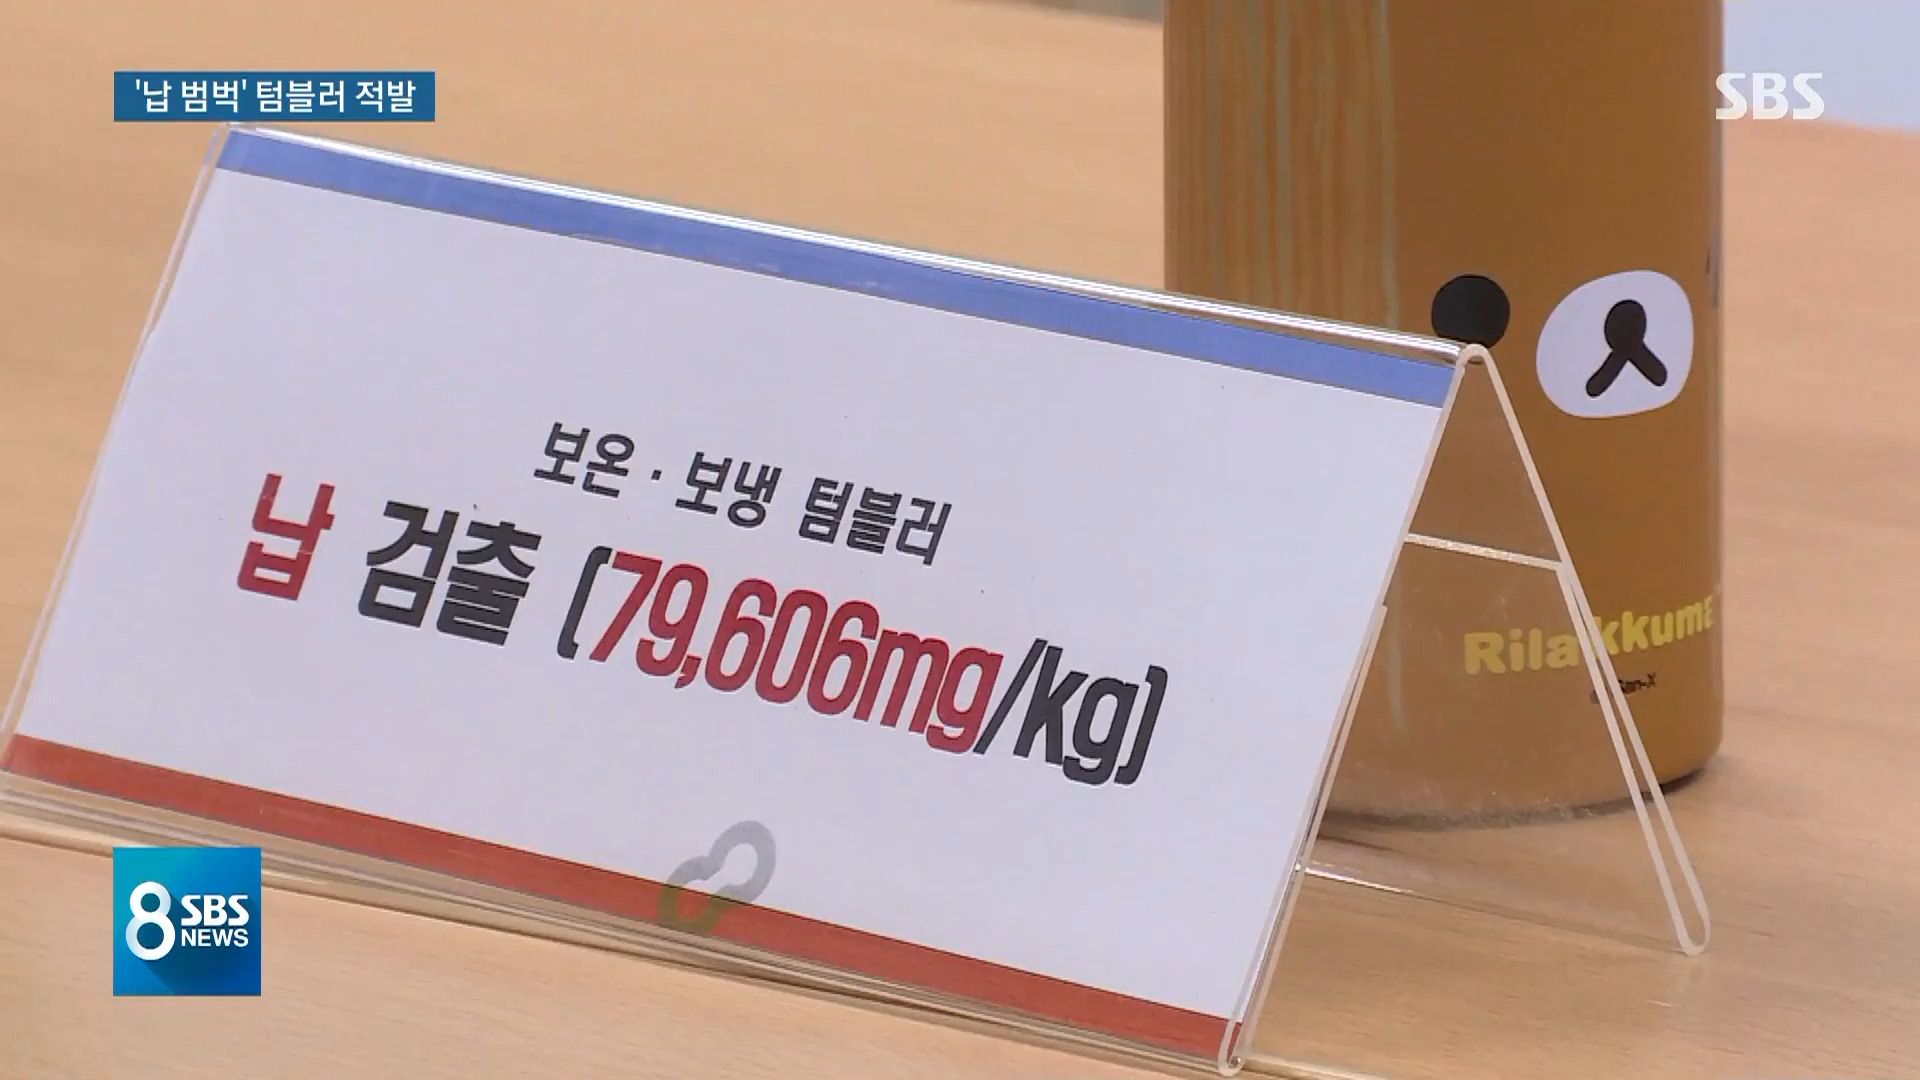 '납 범벅' 텀블러 적발
SBS
보온·보냉 텀블러
납 검출 (79,606mg/kg)
Rilakkuma
San-X
8 SBS
NEWS